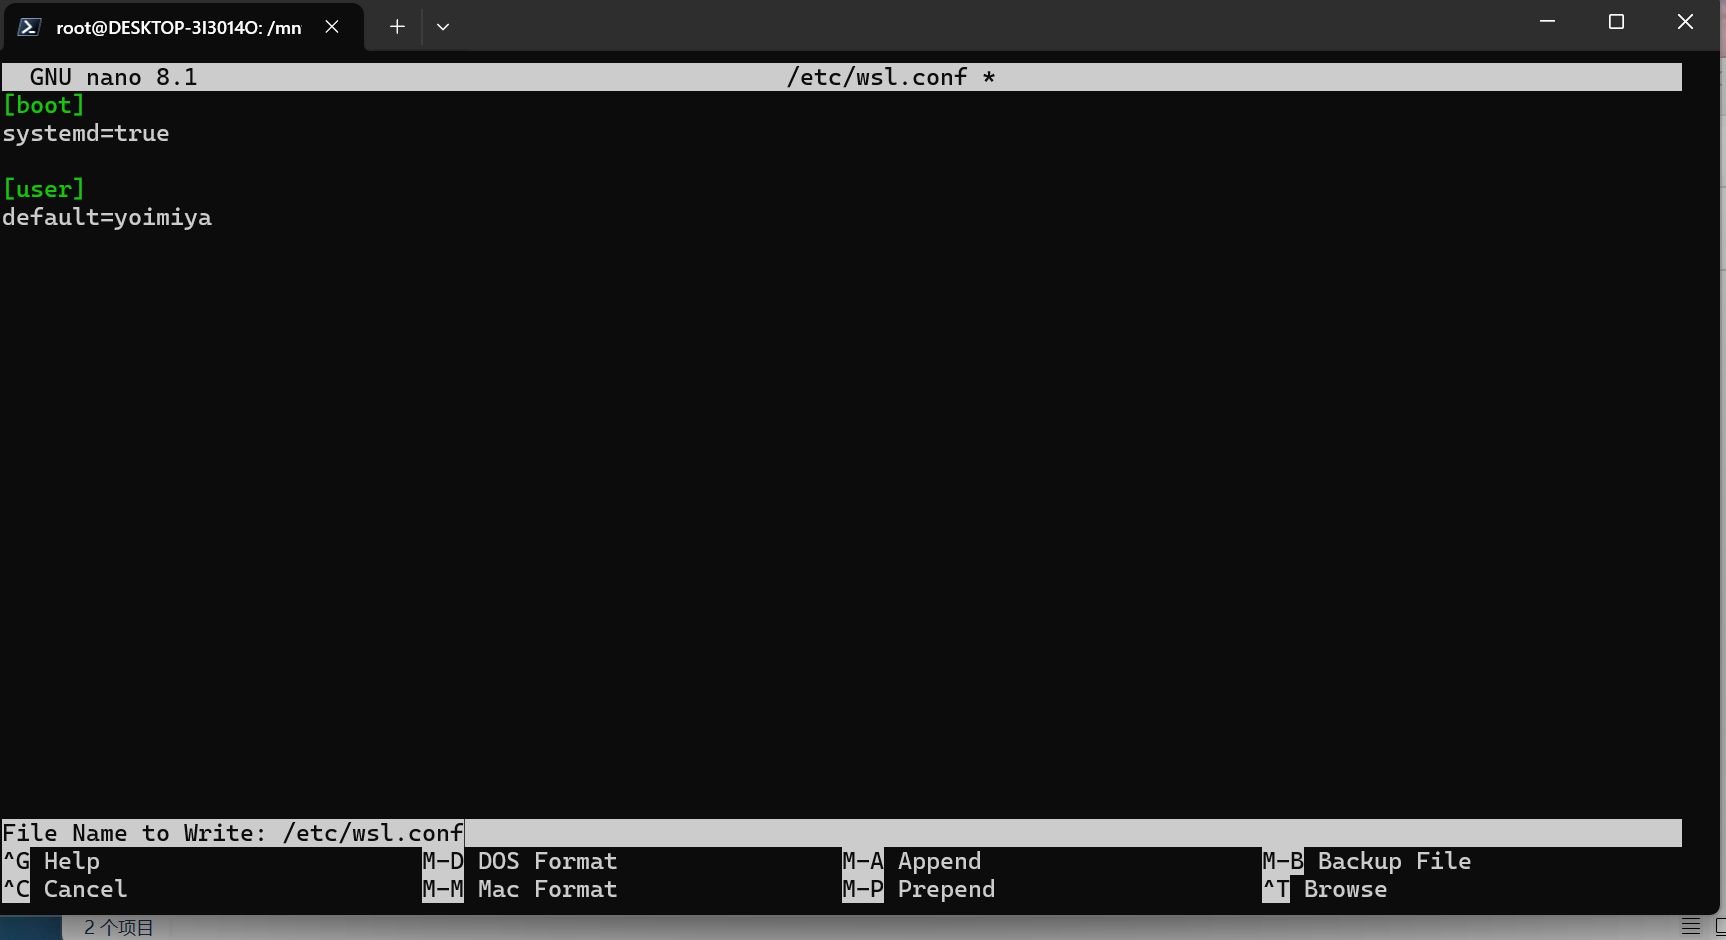 root@DESKTOP-3I3014O: /mn
GNU nano 8.1 /etc/wsl.conf *
[boot]
systemd=true
[user]
default=yoimiya
File Name to Write: /etc/wsl.conf
^G Help M-D DOS Format M-A Append M-B Backup File
^C Cancel M-M Mac Format M-P Prepend ^T Browse
2 个项目